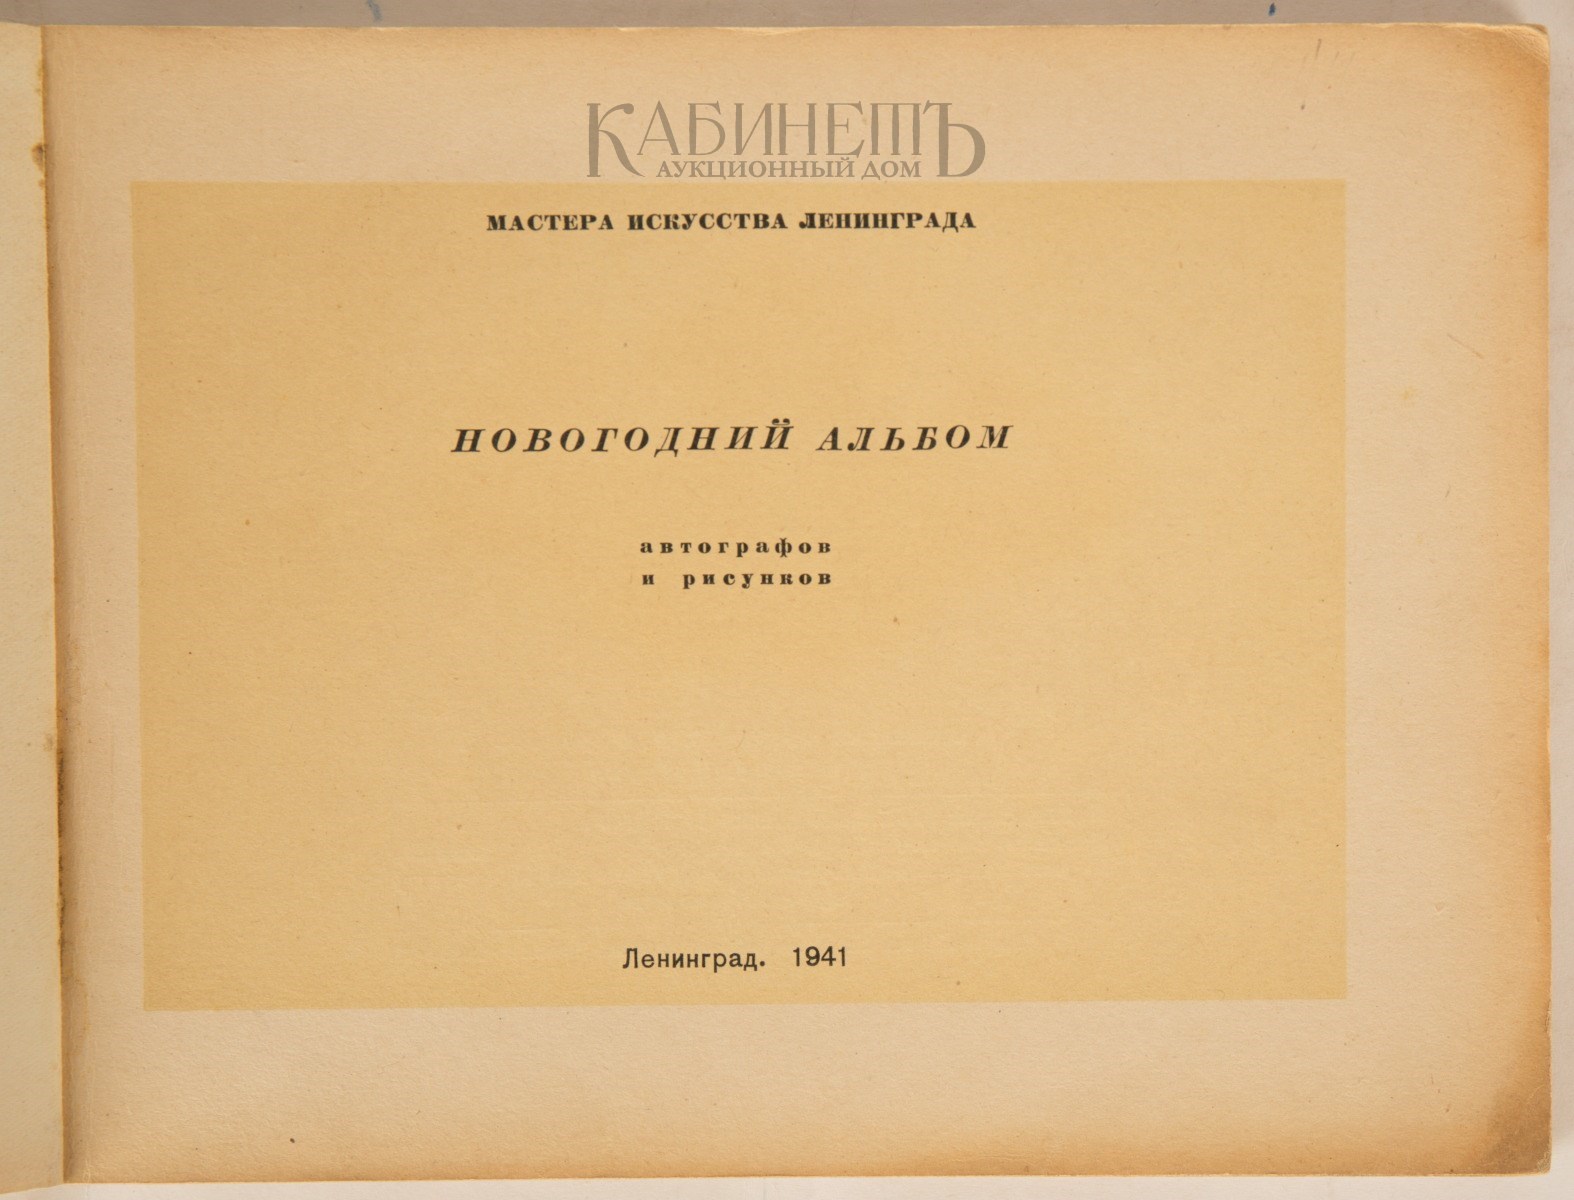 КАБИНЕТЪ
АУКЦИОННЫЙ ДОМ
МАСТЕРА ИСКУССТВА ЛЕНИНГРАДА
НОВОГОДНИЙ АЛЬБОМ
автографов
и рисунков
Ленинград. 1941